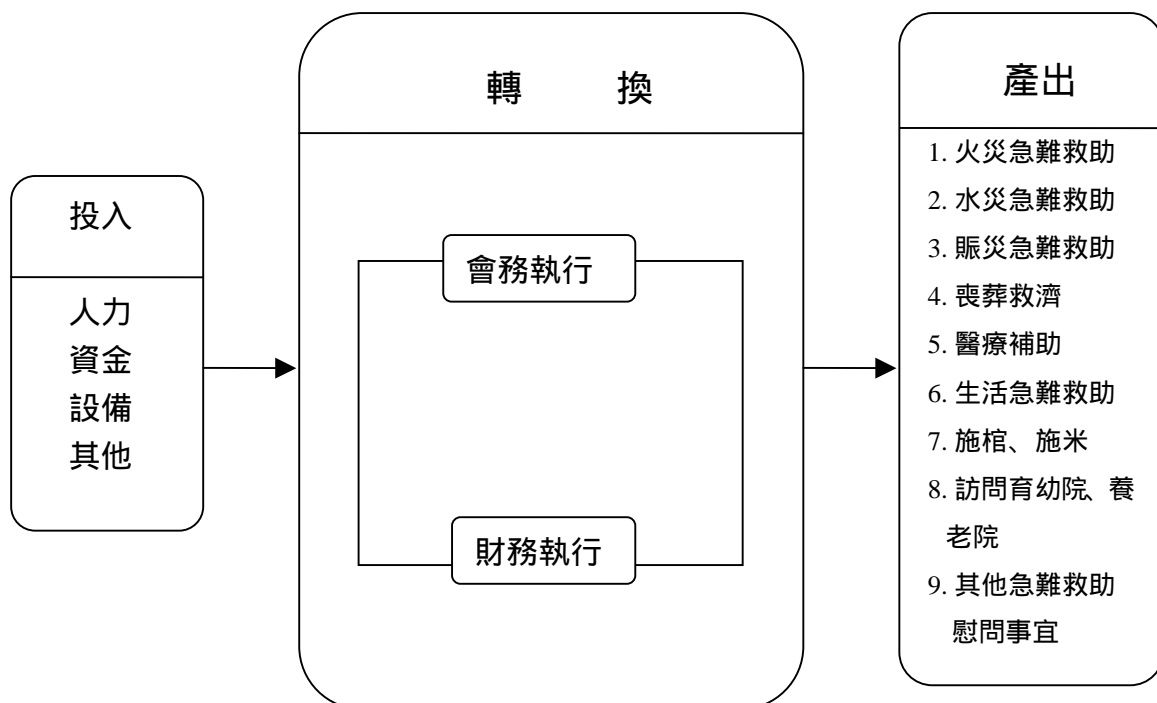 投入
人力
資金
設備
其他
轉 換
會務執行
財務執行
產出
1. 火災急難救助
2. 水災急難救助
3. 賑災急難救助
4. 喪葬救濟
5. 醫療補助
6. 生活急難救助
7. 施棺、施米
8. 訪問育幼院、養
老院
9. 其他急難救助
慰問事宜